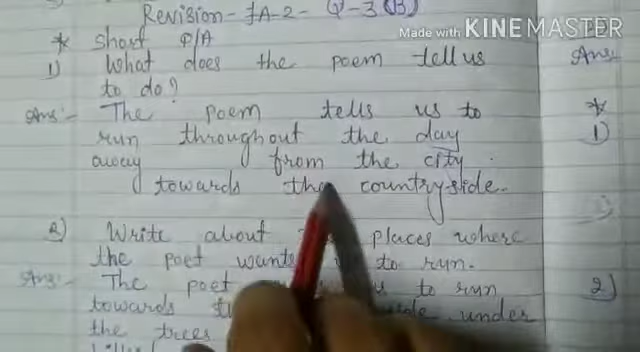 Made with KINEMASTER
Revision - FA-2 - Q-3 (B)
* Short Q/A
1) What does the poem tell us
to do?
Ans:- The poem tells us to
run throughout the day
away from the city
towards the countryside.
2) Write about places where
the poet wants to run.
Ans:- The poet to run
towards under
the trees
Ans:
*
1)
2)